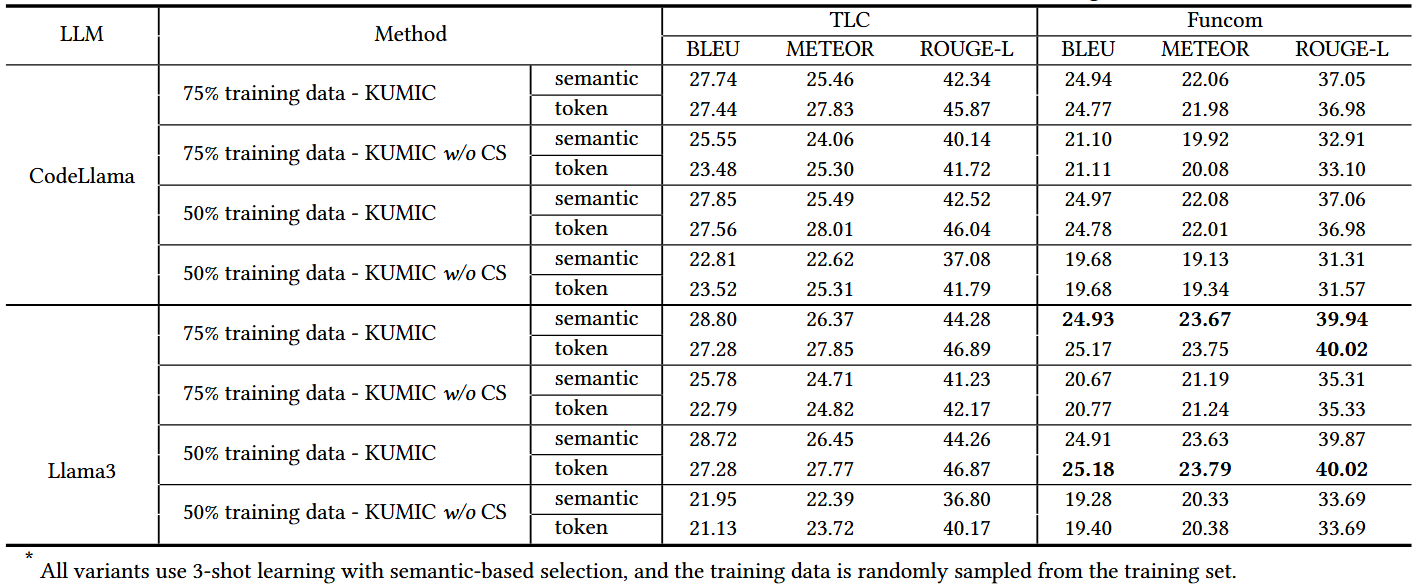 LLM Method TLC Funcom
BLEU METEOR ROUGE-L BLEU METEOR ROUGE-L
CodeLlama
75% training data - KUMIC
semantic 27.74 25.46 42.34 24.94 22.06 37.05
token 27.44 27.83 45.87 24.77 21.98 36.98
75% training data - KUMIC w/o CS
semantic 25.55 24.06 40.14 21.10 19.92 32.91
token 23.48 25.30 41.72 21.11 20.08 33.10
50% training data - KUMIC
semantic 27.85 25.49 42.52 24.97 22.08 37.06
token 27.56 28.01 46.04 24.78 22.01 36.98
50% training data - KUMIC w/o CS
semantic 22.81 22.62 37.08 19.68 19.13 31.31
token 23.52 25.31 41.79 19.68 19.34 31.57
Llama3
75% training data - KUMIC
semantic 28.80 26.37 44.28 24.93 23.67 39.94
token 27.28 27.85 46.89 25.17 23.75 40.02
75% training data - KUMIC w/o CS
semantic 25.78 24.71 41.23 20.67 21.19 35.31
token 22.79 24.82 42.17 20.77 21.24 35.33
50% training data - KUMIC
semantic 28.72 26.45 44.26 24.91 23.63 39.87
token 27.28 27.77 46.87 25.18 23.79 40.02
50% training data - KUMIC w/o CS
semantic 21.95 22.39 36.80 19.28 20.33 33.69
token 21.13 23.72 40.17 19.40 20.38 33.69
* All variants use 3-shot learning with semantic-based selection, and the training data is randomly sampled from the training set.